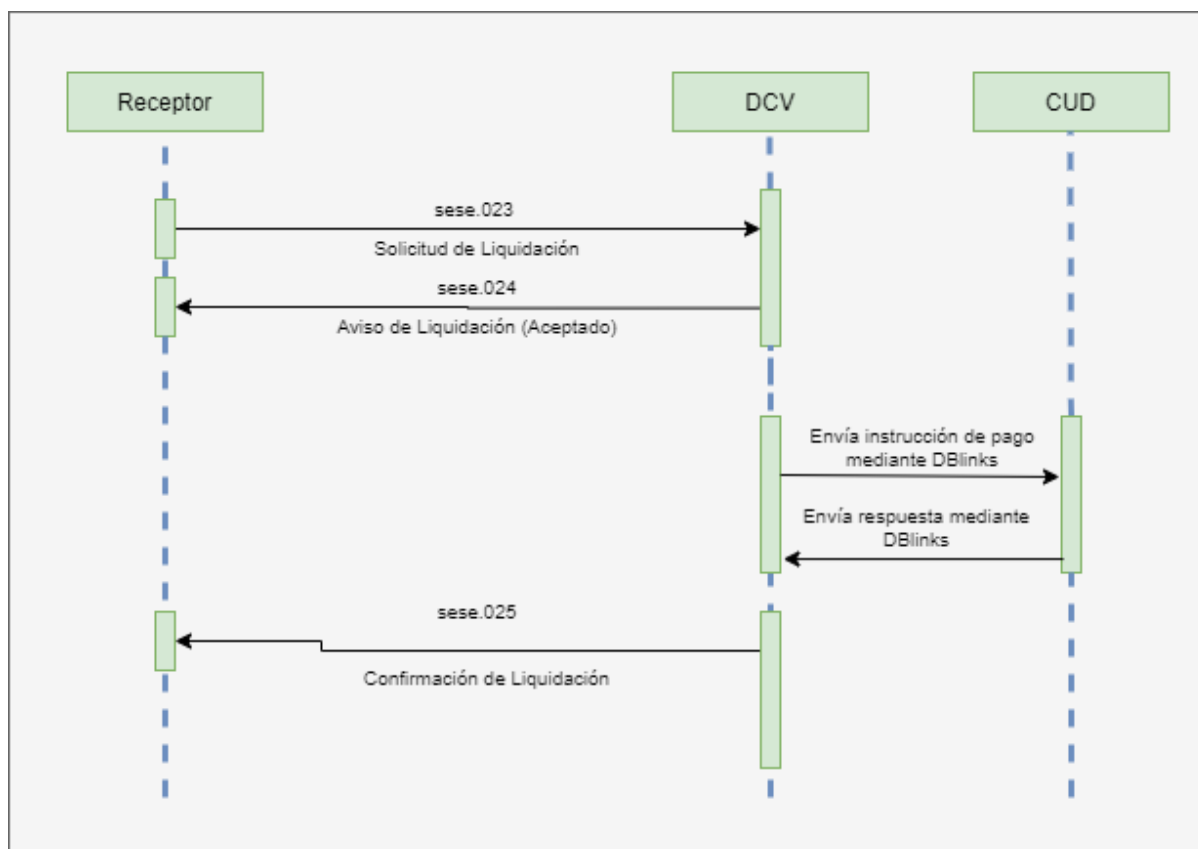 Receptor
DCV
CUD
sese.023
Solicitud de Liquidación
sese.024
Aviso de Liquidación (Aceptado)
Envía instrucción de pago
mediante DBlinks
Envía respuesta mediante
DBlinks
sese.025
Confirmación de Liquidación